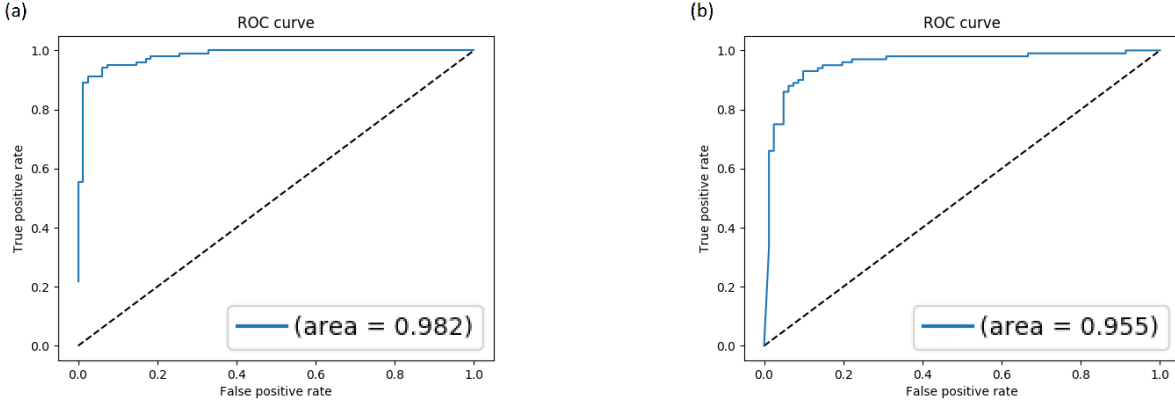 (a)
ROC curve
1.0
0.8
0.6
0.4
0.2
0.0
True positive rate
0.0 0.2 0.4 0.6 0.8 1.0
False positive rate
(area = 0.982)
(b)
ROC curve
1.0
0.8
0.6
0.4
0.2
0.0
True positive rate
0.0 0.2 0.4 0.6 0.8 1.0
False positive rate
(area = 0.955)